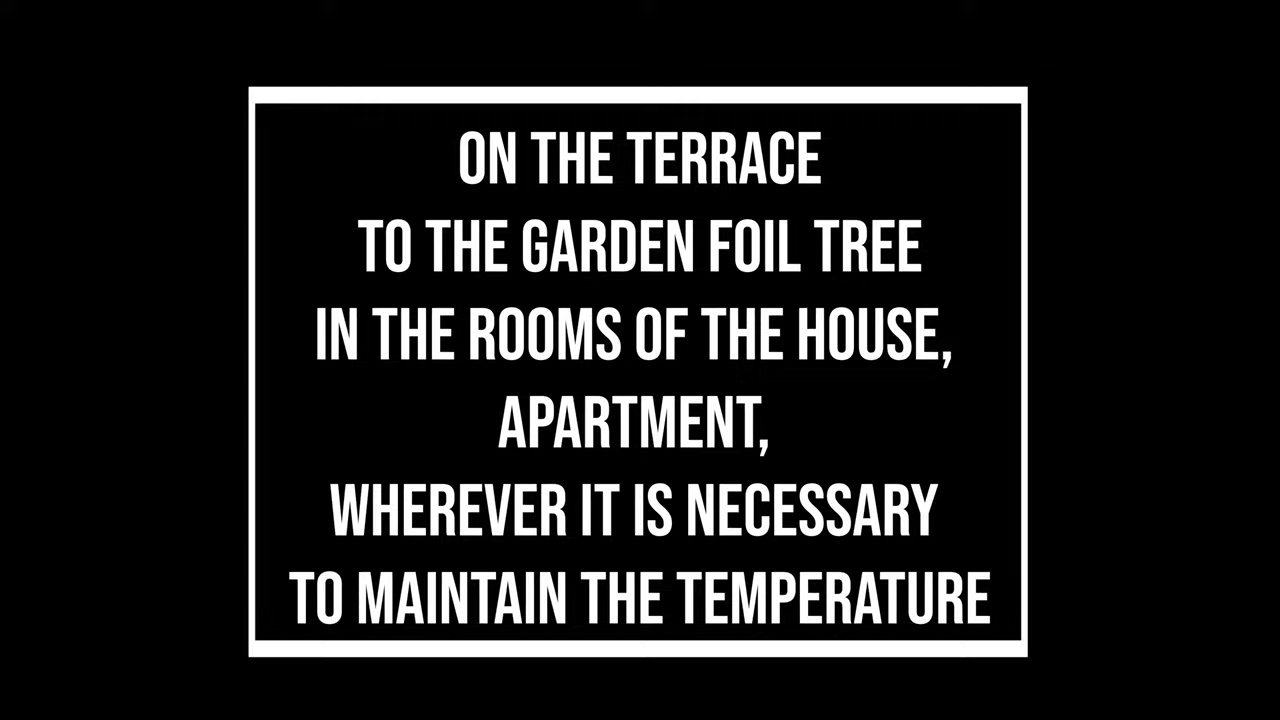 ON THE TERRACE
TO THE GARDEN FOIL TREE
IN THE ROOMS OF THE HOUSE,
APARTMENT,
WHEREVER IT IS NECESSARY
TO MAINTAIN THE TEMPERATURE